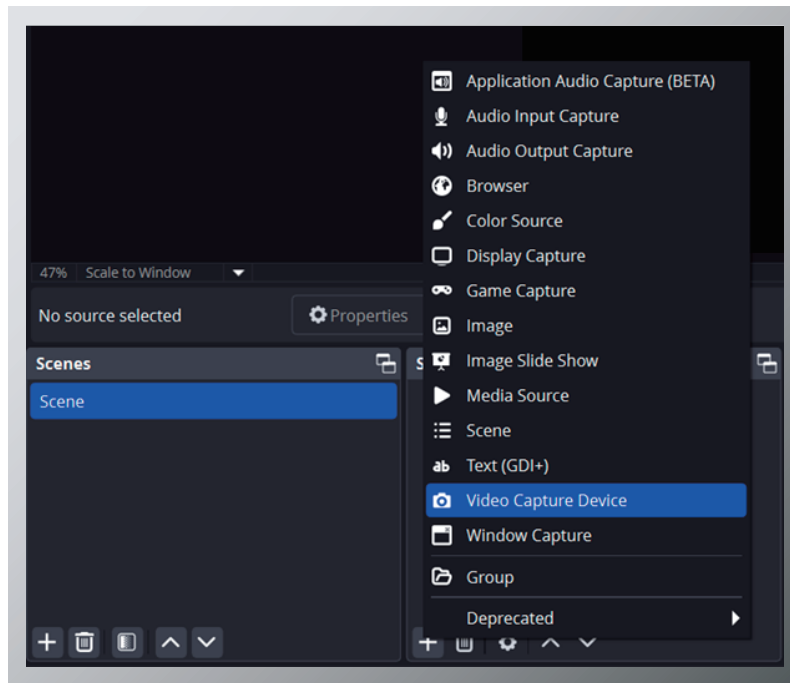 Application Audio Capture (BETA)
Audio Input Capture
Audio Output Capture
Browser
Color Source
Display Capture
Game Capture
Image
Image Slide Show
Media Source
Scene
ab Text (GDI+)
Video Capture Device
Window Capture
Group
Deprecated
47% Scale to Window
No source selected
Properties
Scenes
Scene
S